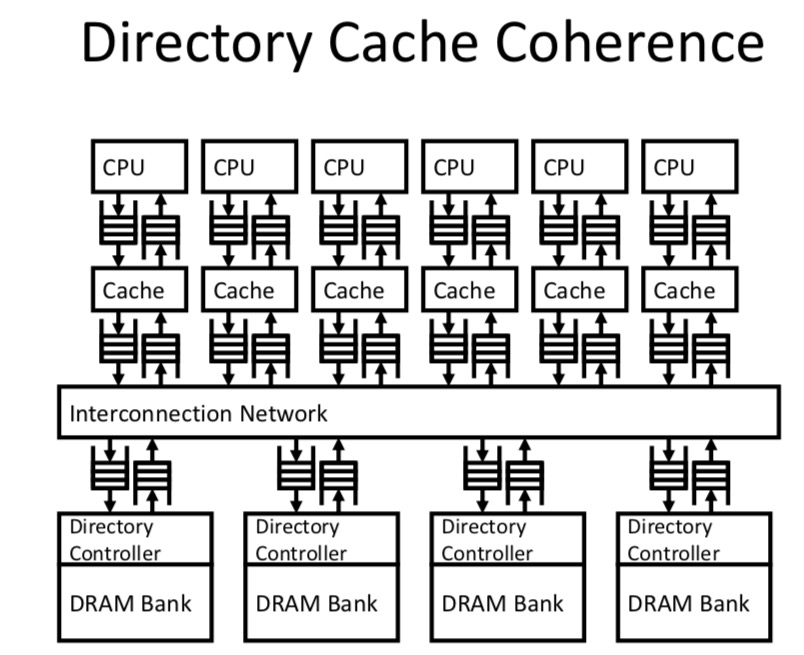 Directory Cache Coherence
CPU
CPU
CPU
CPU
CPU
CPU
Cache
Cache
Cache
Cache
Cache
Cache
Interconnection Network
Directory
Controller
Directory
Controller
Directory
Controller
Directory
Controller
DRAM Bank
DRAM Bank
DRAM Bank
DRAM Bank